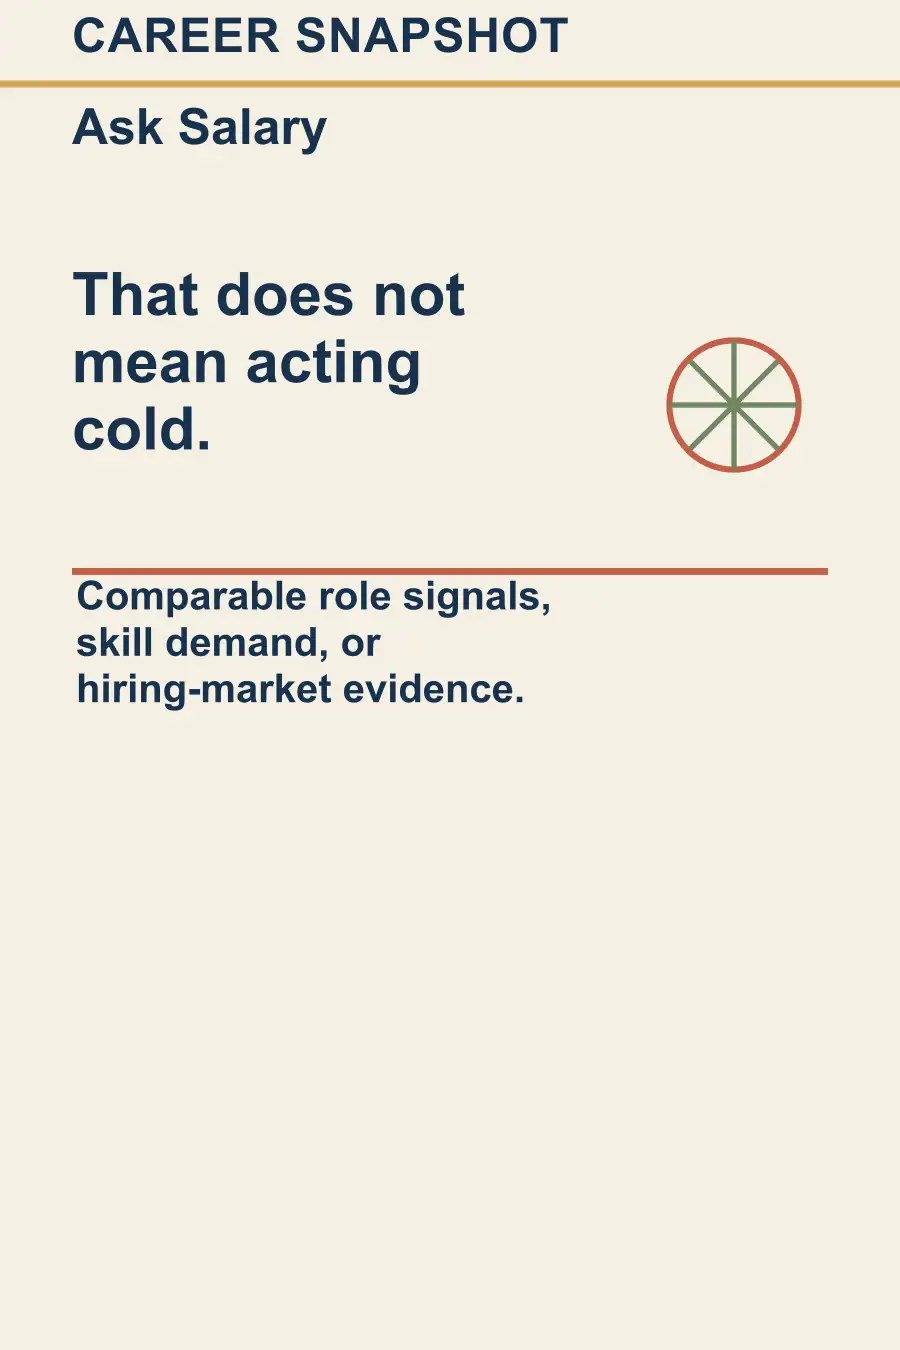 CAREER SNAPSHOT
Ask Salary
That does not
mean acting
cold.
Comparable role signals,
skill demand, or
hiring-market evidence.